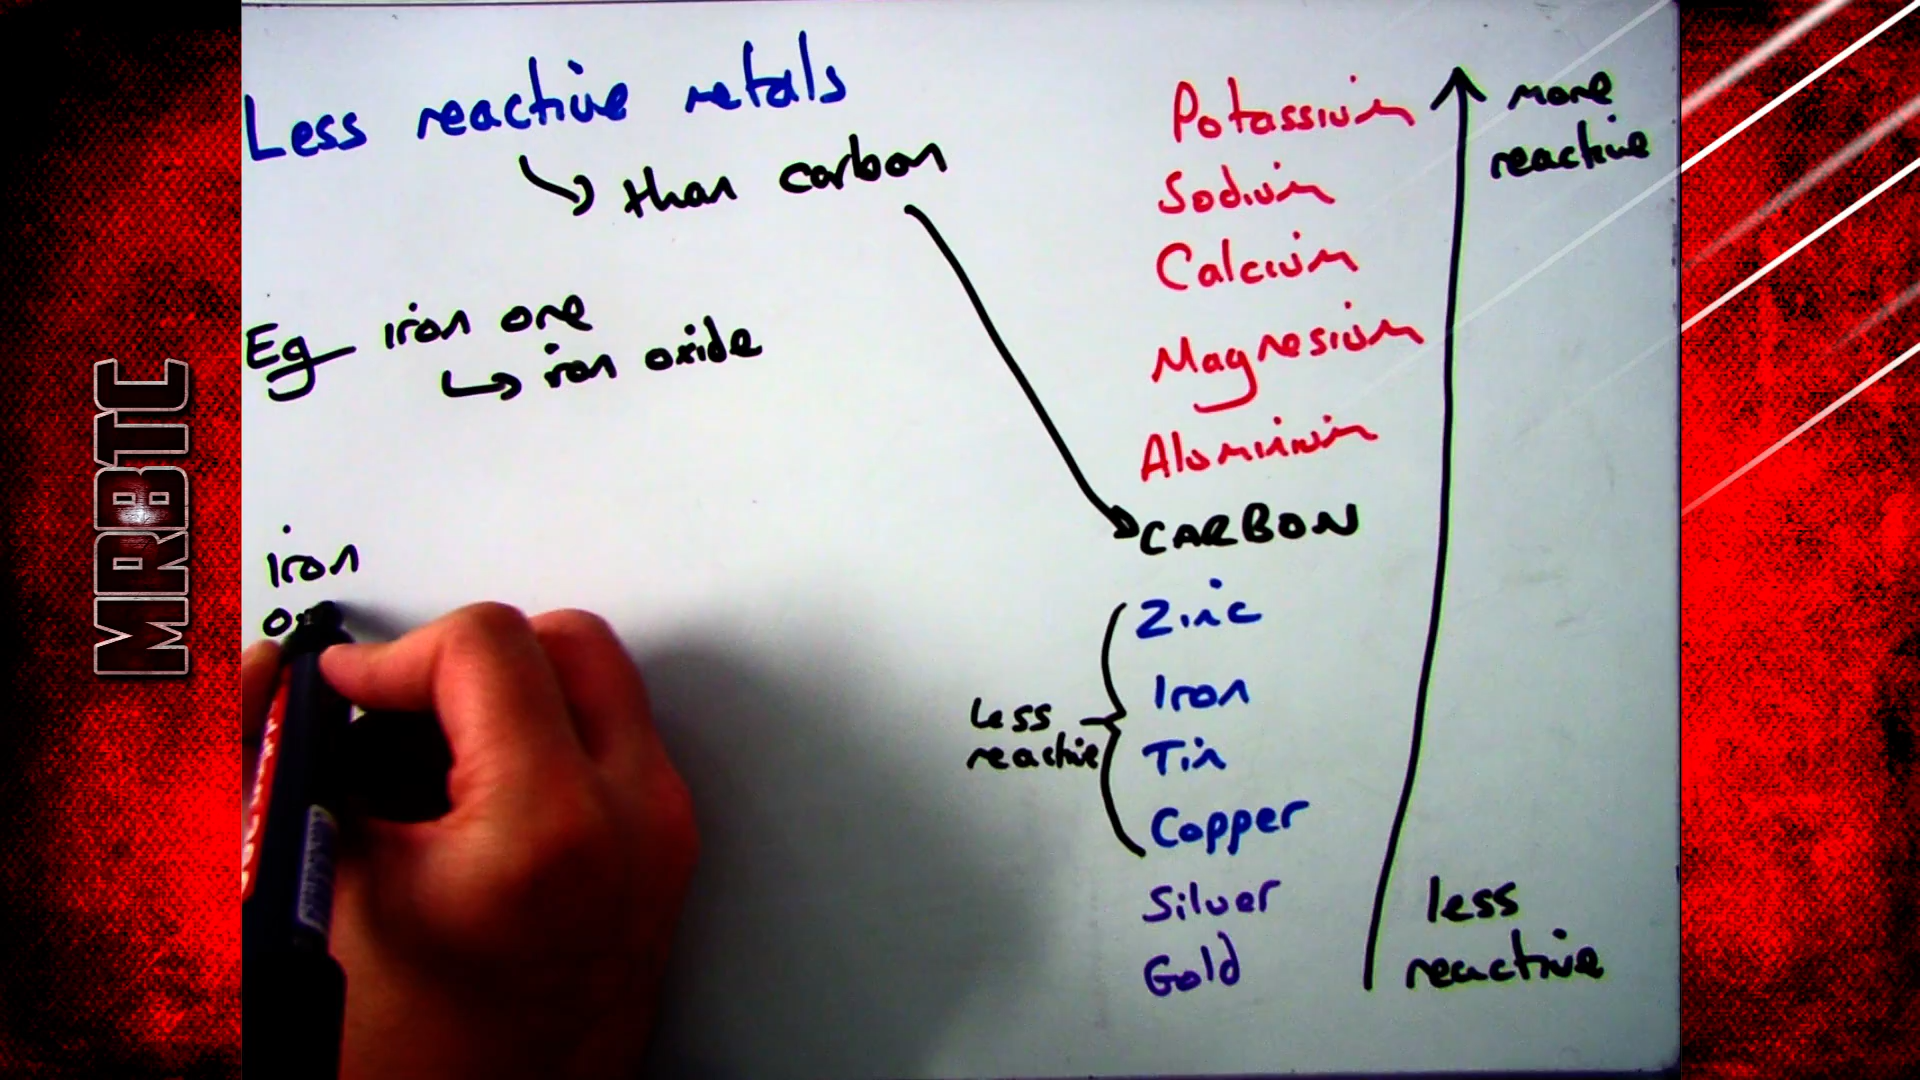 Less reactive metals
than carbon
Eg iron ore
iron oxide
iron
Potassium
Sodium
Calcium
Magnesium
Aluminium
CARBON
Zinc
Iron
Tin
Copper
Silver
Gold
more
reactive
less
reactive
less
reactive
MRBTC